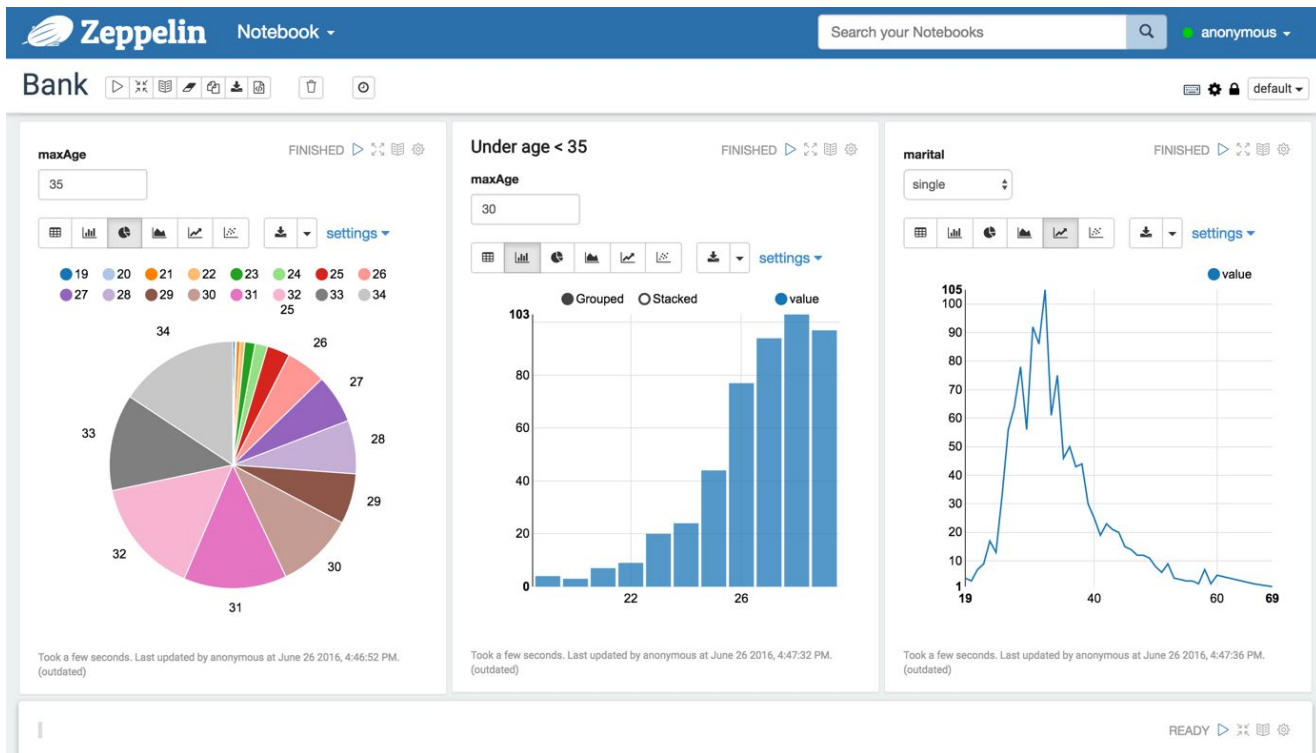 Zeppelin Notebook Search your Notebooks anonymous
Bank default
maxAge FINISHED
35
settings
19 20 21 22 23 24 25 26
27 28 29 30 31 32 33 34
25
34
26
27
33
28
29
32
30
31
Took a few seconds. Last updated by anonymous at June 26 2016, 4:46:52 PM.
(outdated)
Under age < 35 FINISHED
maxAge
30
settings
Grouped Stacked value
103
80
60
40
20
0
22 26
Took a few seconds. Last updated by anonymous at June 26 2016, 4:47:32 PM.
(outdated)
marital FINISHED
single
settings
value
105
100
90
80
70
60
50
40
30
20
10
1
19 40 60 69
Took a few seconds. Last updated by anonymous at June 26 2016, 4:47:36 PM.
(outdated)
READY